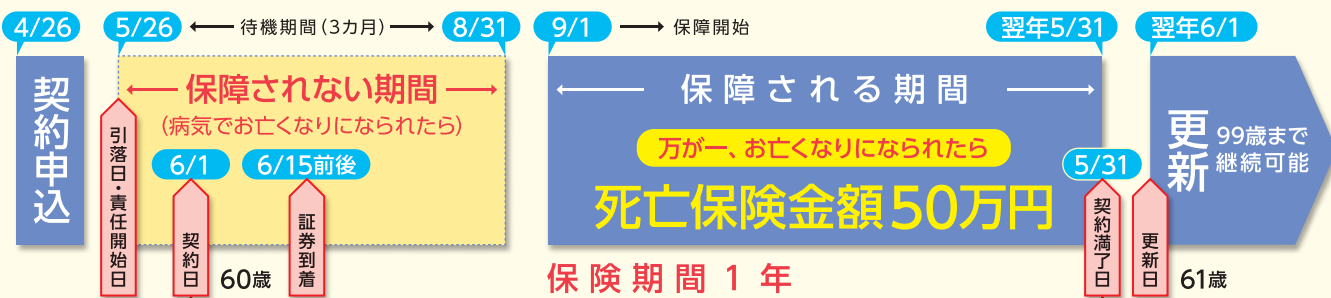 4/26
5/26
待機期間（3カ月）
8/31
9/1
保障開始
翌年5/31
翌年6/1
契約申込
引落日・責任開始日
保障されない期間
（病気でお亡くなりになられたら）
6/1
6/15前後
契約日
60歳
証券到着
保障される期間
万が一、お亡くなりになられたら
死亡保険金額50万円
保険期間1年
5/31
契約満了日
更新日
61歳
更新
99歳まで
継続可能